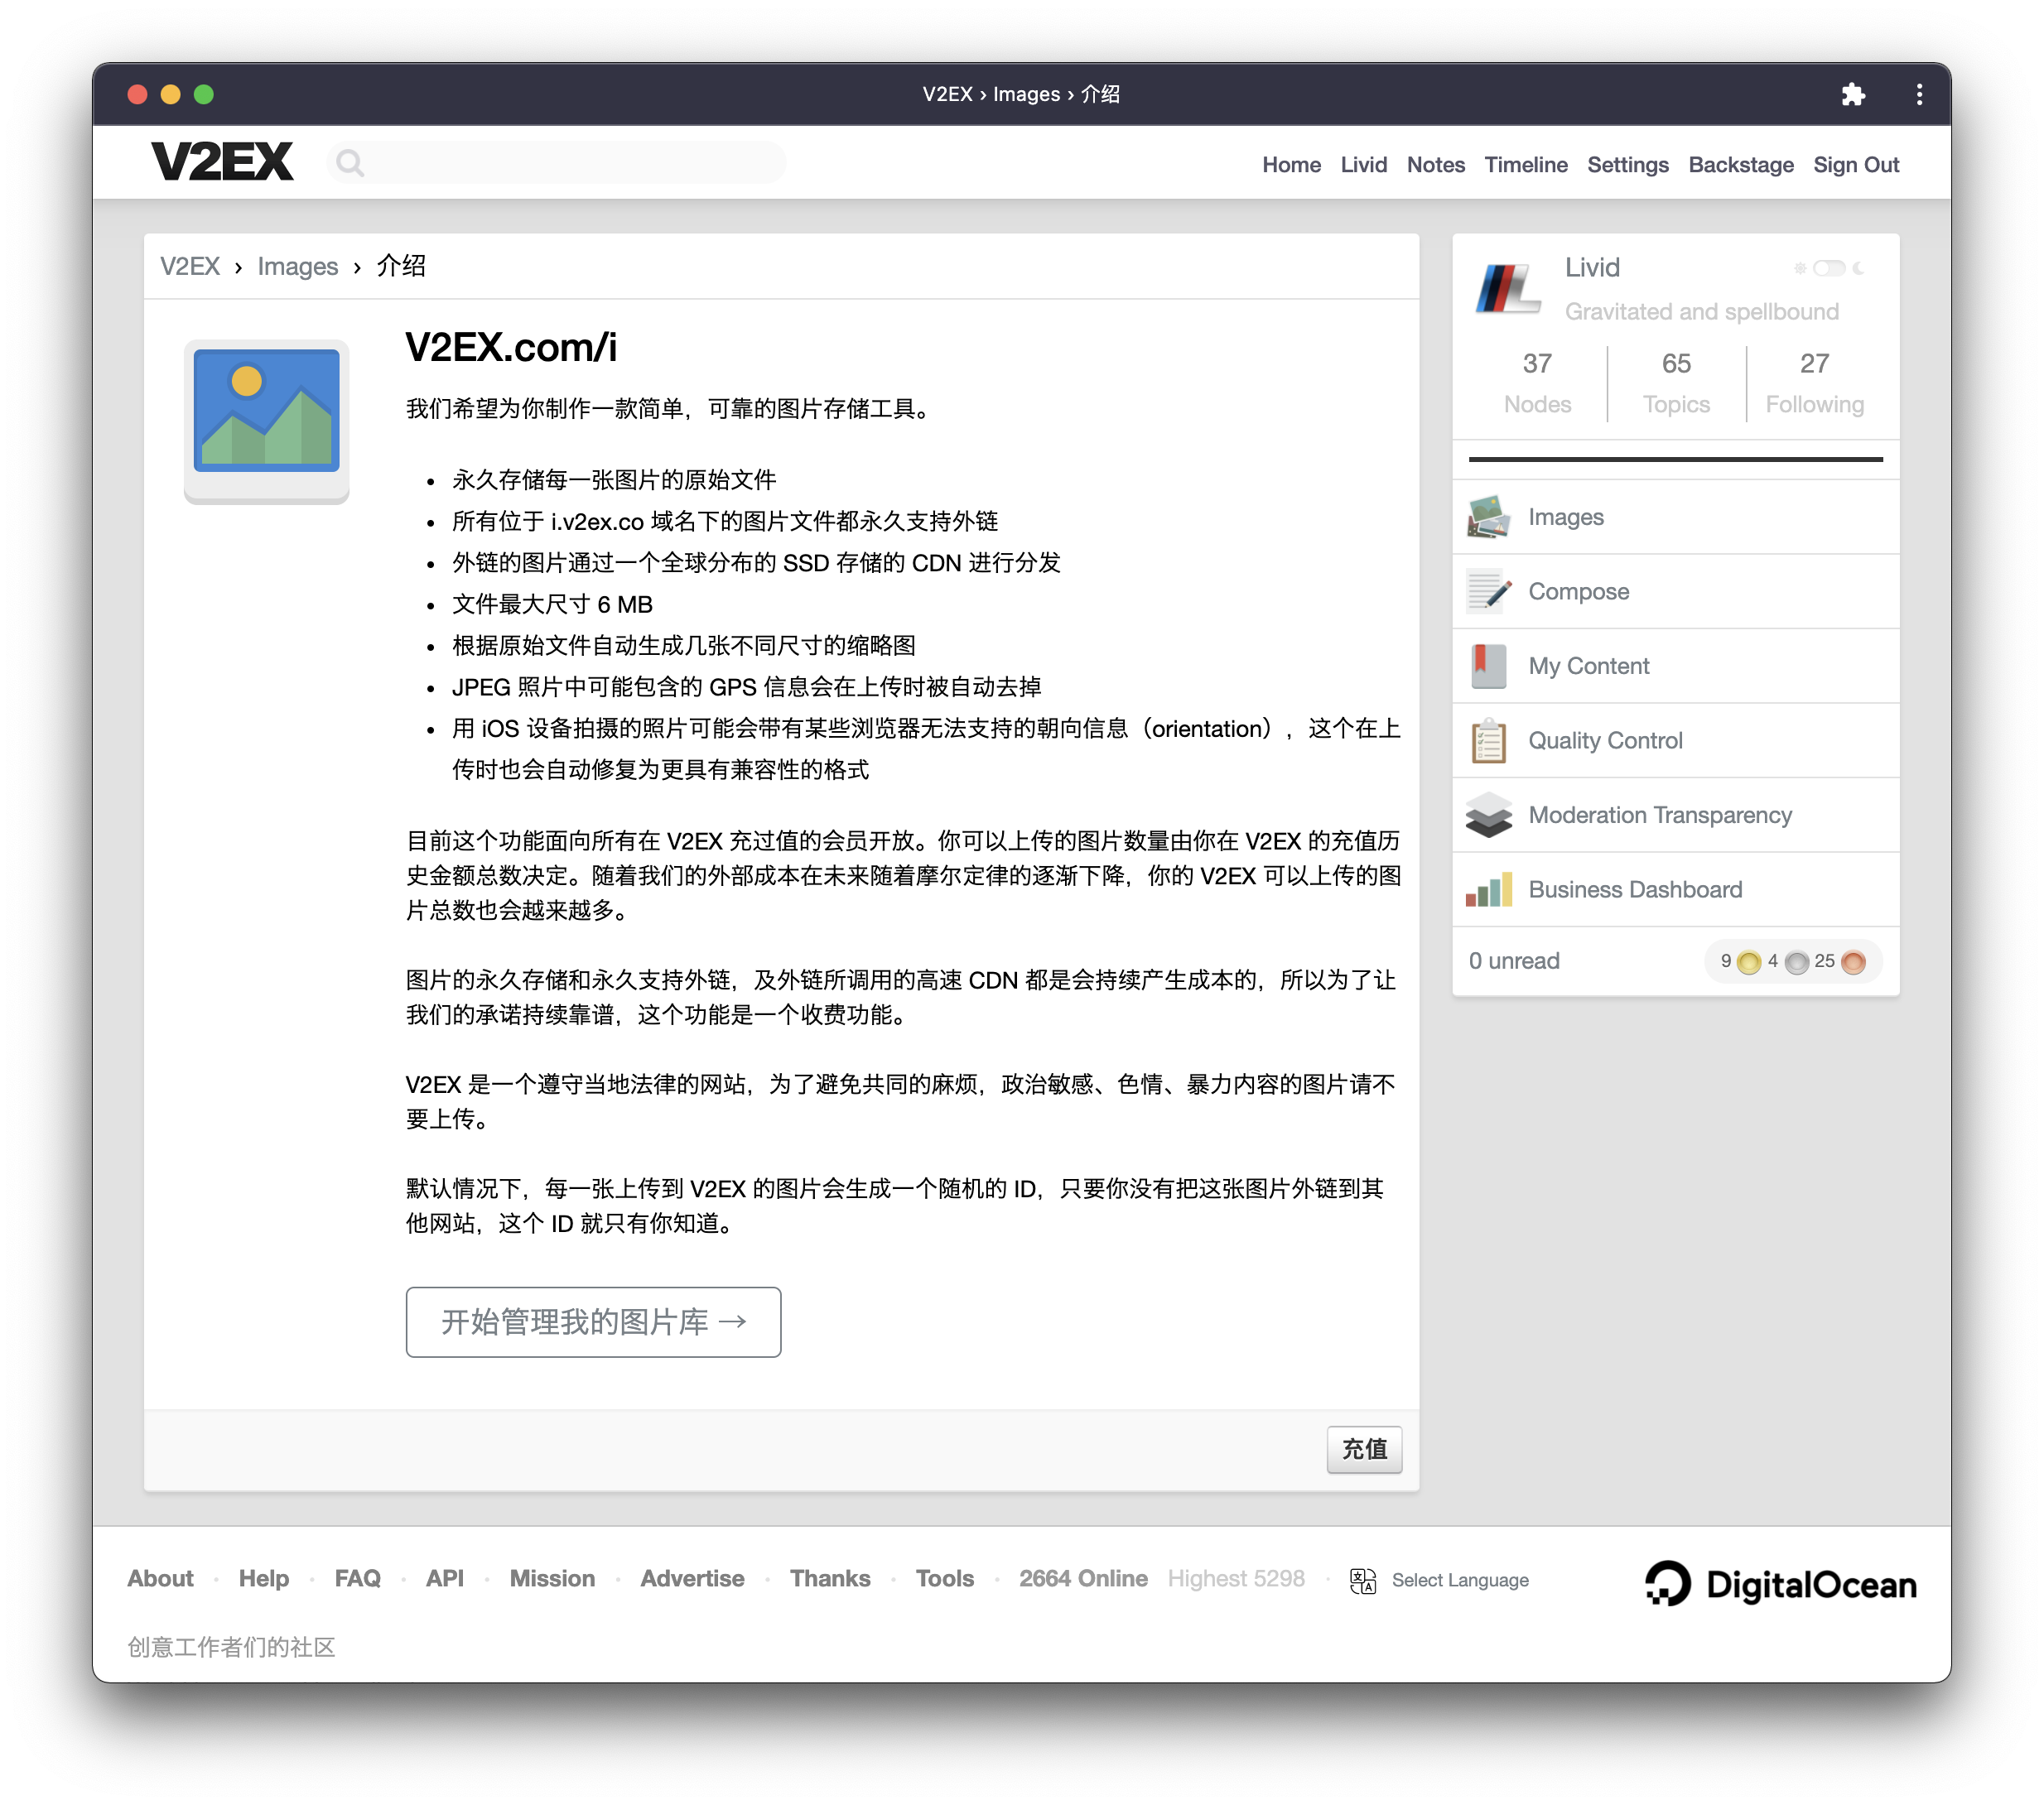 V2EX › Images › 介绍
V2EX
Home Livid Notes Timeline Settings Backstage Sign Out
V2EX › Images › 介绍
V2EX.com/i
我们希望为你制作一款简单，可靠的图片存储工具。
• 永久存储每一张图片的原始文件
• 所有位于 i.v2ex.co 域名下的图片文件都永久支持外链
• 外链的图片通过一个全球分布的 SSD 存储的 CDN 进行分发
• 文件最大尺寸 6 MB
• 根据原始文件自动生成几张不同尺寸的缩略图
• JPEG 照片中可能包含的 GPS 信息会在上传时被自动去掉
• 用 iOS 设备拍摄的照片可能会带有某些浏览器无法支持的朝向信息（orientation），这个在上
传时也会自动修复为更具有兼容性的格式
目前这个功能面向所有在 V2EX 充过值的会员开放。你可以上传的图片数量由你在 V2EX 的充值历
史金额总数决定。随着我们的外部成本在未来随着摩尔定律的逐渐下降，你的 V2EX 可以上传的图
片总数也会越来越多。
图片的永久存储和永久支持外链，及外链所调用的高速 CDN 都是会持续产生成本的，所以为了让
我们的承诺持续靠谱，这个功能是一个收费功能。
V2EX 是一个遵守当地法律的网站，为了避免共同的麻烦，政治敏感、色情、暴力内容的图片请不
要上传。
默认情况下，每一张上传到 V2EX 的图片会生成一个随机的 ID，只要你没有把这张图片外链到其
他网站，这个 ID 就只有你知道。
开始管理我的图片库 →
充值
Livid
Gravitated and spellbound
37 65 27
Nodes Topics Following
Images
Compose
My Content
Quality Control
Moderation Transparency
Business Dashboard
0 unread 9 4 25
About · Help · FAQ · API · Mission · Advertise · Thanks · Tools · 2664 Online Highest 5298 · 文A Select Language
DigitalOcean
创意工作者们的社区